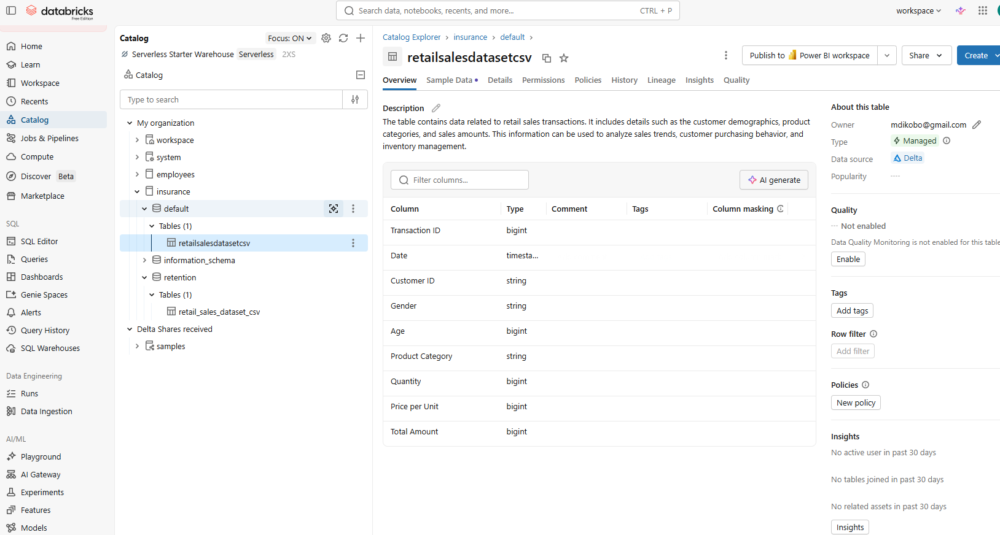 databricks
Free Edition
Search data, notebooks, recents, and more...
CTRL + P
workspace
Home
Learn
Workspace
Recents
Catalog
Jobs & Pipelines
Compute
Discover Beta
Marketplace
SQL
SQL Editor
Queries
Dashboards
Genie Spaces
Alerts
Query History
SQL Warehouses
Data Engineering
Runs
Data Ingestion
AI/ML
Playground
AI Gateway
Experiments
Features
Models
Catalog
Focus: ON
Serverless Starter Warehouse Serverless 2XS
Catalog
Type to search
My organization
workspace
system
employees
insurance
default
Tables (1)
retailsalesdatasetcsv
information_schema
retention
Tables (1)
retail_sales_dataset_csv
Delta Shares received
samples
Catalog Explorer > insurance > default >
retailsalesdatasetcsv
Publish to Power BI workspace
Share
Create
Overview Sample Data Details Permissions Policies History Lineage Insights Quality
Description
The table contains data related to retail sales transactions. It includes details such as the customer demographics, product
categories, and sales amounts. This information can be used to analyze sales trends, customer purchasing behavior, and
inventory management.
Filter columns...
AI generate
Column Type Comment Tags Column masking
Transaction ID bigint
Date timesta...
Customer ID string
Gender string
Age bigint
Product Category string
Quantity bigint
Price per Unit bigint
Total Amount bigint
About this table
Owner mdikobo@gmail.com
Type Managed
Data source Delta
Popularity ----
Quality
--- Not enabled
Data Quality Monitoring is not enabled for this table
Enable
Tags
Add tags
Row filter
Add filter
Policies
New policy
Insights
No active user in past 30 days
No tables joined in past 30 days
No related assets in past 30 days
Insights